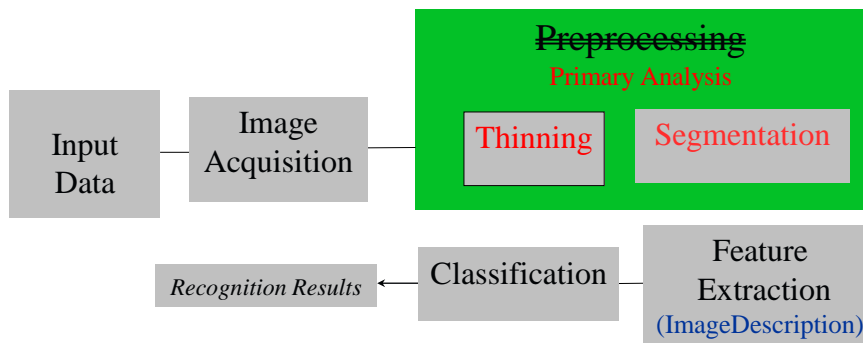 Preprocessing
Primary Analysis
Input
Data
Image
Acquisition
Thinning
Segmentation
Recognition Results
Classification
Feature
Extraction
(ImageDescription)